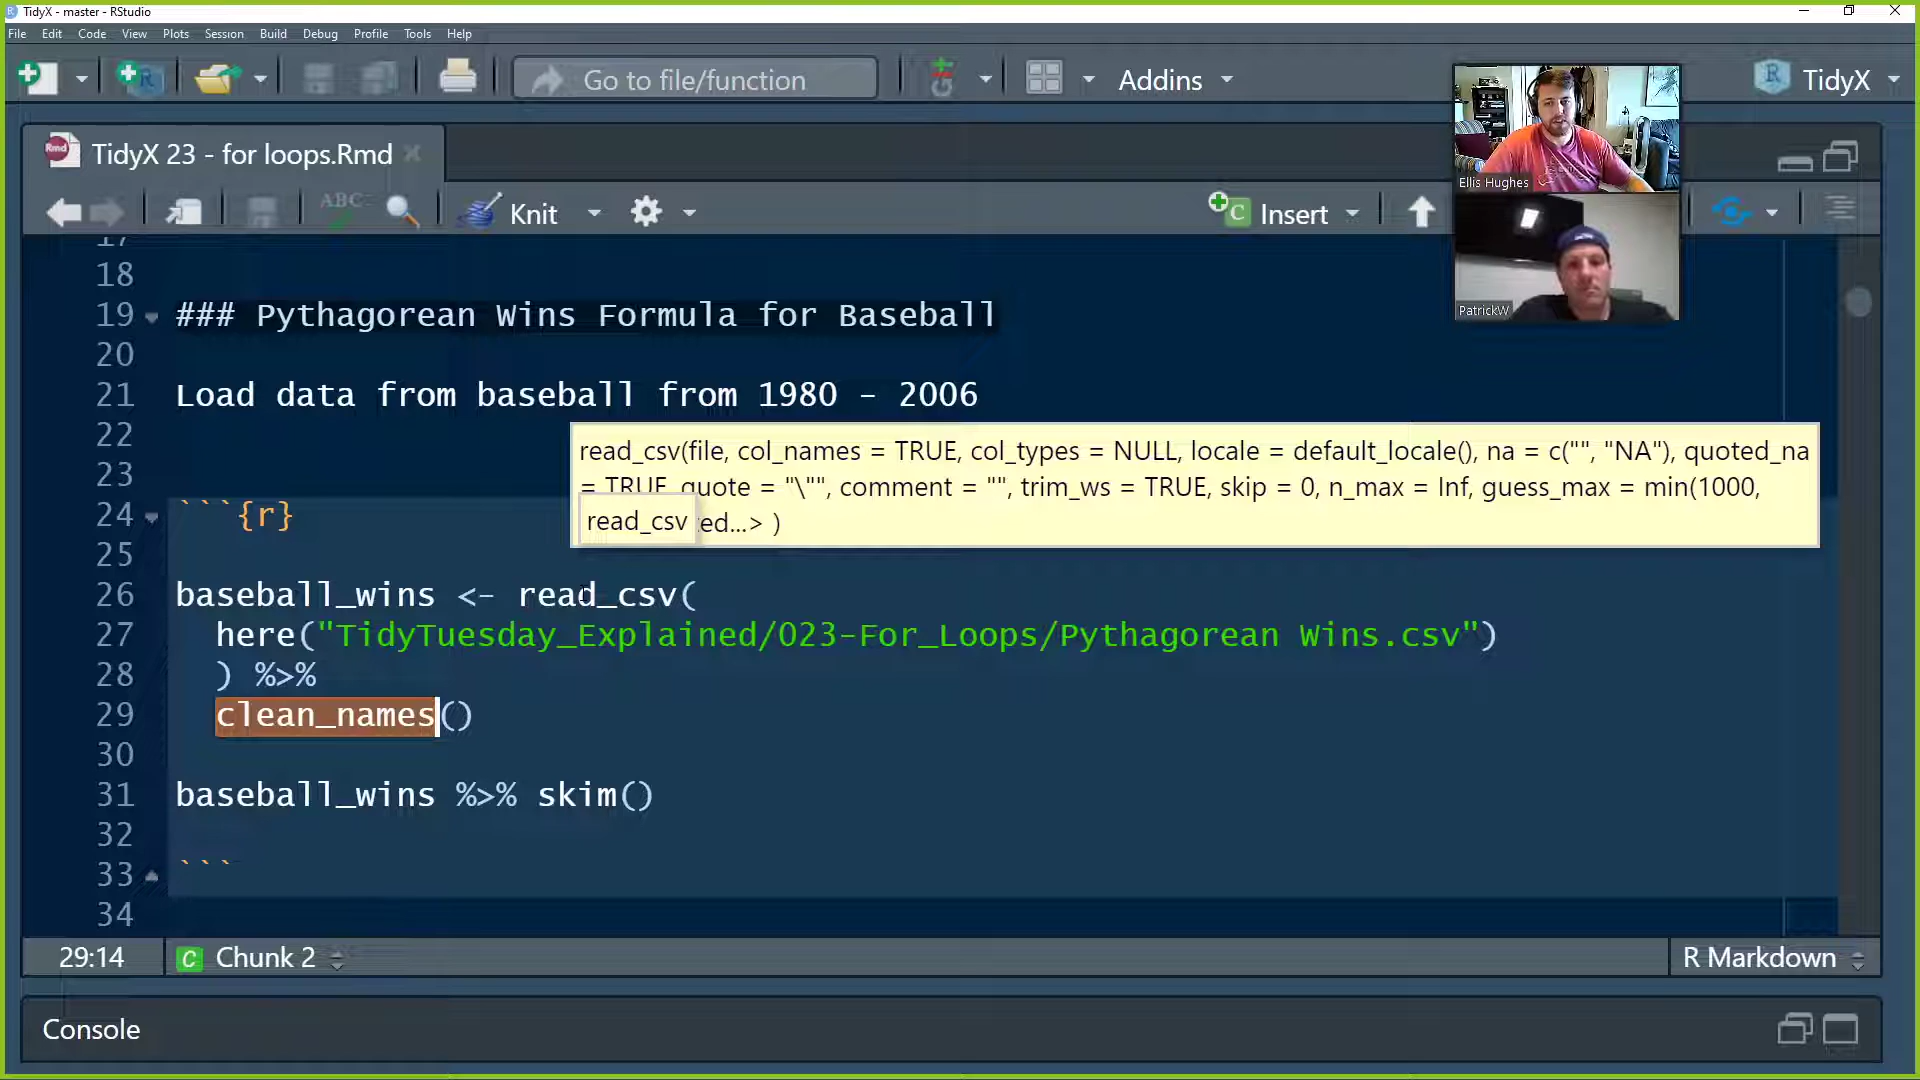 TidyX - master - RStudio
File Edit Code View Plots Session Build Debug Profile Tools Help
Go to file/function
Addins
TidyX
TidyX 23 - for loops.Rmd
Ellis Hughes
ABC
Knit
Insert
PatrickW
17
18
19 ### Pythagorean Wins Formula for Baseball
20
21 Load data from baseball from 1980 - 2006
22
23
read_csv(file, col_names = TRUE, col_types = NULL, locale = default_locale(), na = c("", "NA"), quoted_na
= TRUE, quote = "\"", comment = "", trim_ws = TRUE, skip = 0, n_max = Inf, guess_max = min(1000,
read_csv ed...> )
24 ```{r}
25
26 baseball_wins <- read_csv(
27 here("TidyTuesday_Explained/023-For_Loops/Pythagorean Wins.csv")
28 ) %>%
29 clean_names()
30
31 baseball_wins %>% skim()
32
33 ```
34
29:14 Chunk 2 R Markdown
Console